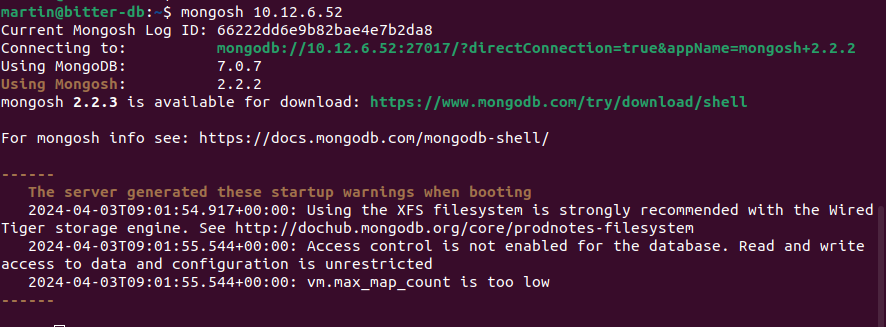 martin@bitter-db:~$ mongosh 10.12.6.52
Current Mongosh Log ID: 66222dd6e9b82bae4e7b2da8
Connecting to:          mongodb://10.12.6.52:27017/?directConnection=true&appName=mongosh+2.2.2
Using MongoDB:          7.0.7
Using Mongosh:          2.2.2
mongosh 2.2.3 is available for download: https://www.mongodb.com/try/download/shell
For mongosh info see: https://docs.mongodb.com/mongodb-shell/
------
   The server generated these startup warnings when booting
   2024-04-03T09:01:54.917+00:00: Using the XFS filesystem is strongly recommended with the Wired
Tiger storage engine. See http://dochub.mongodb.org/core/prodnotes-filesystem
   2024-04-03T09:01:55.544+00:00: Access control is not enabled for the database. Read and write
access to data and configuration is unrestricted
   2024-04-03T09:01:55.544+00:00: vm.max_map_count is too low
------